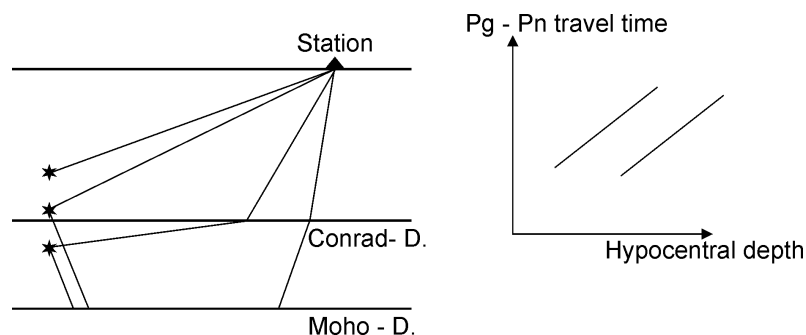 Station
Conrad- D.
Moho - D.
Pg - Pn travel time
Hypocentral depth